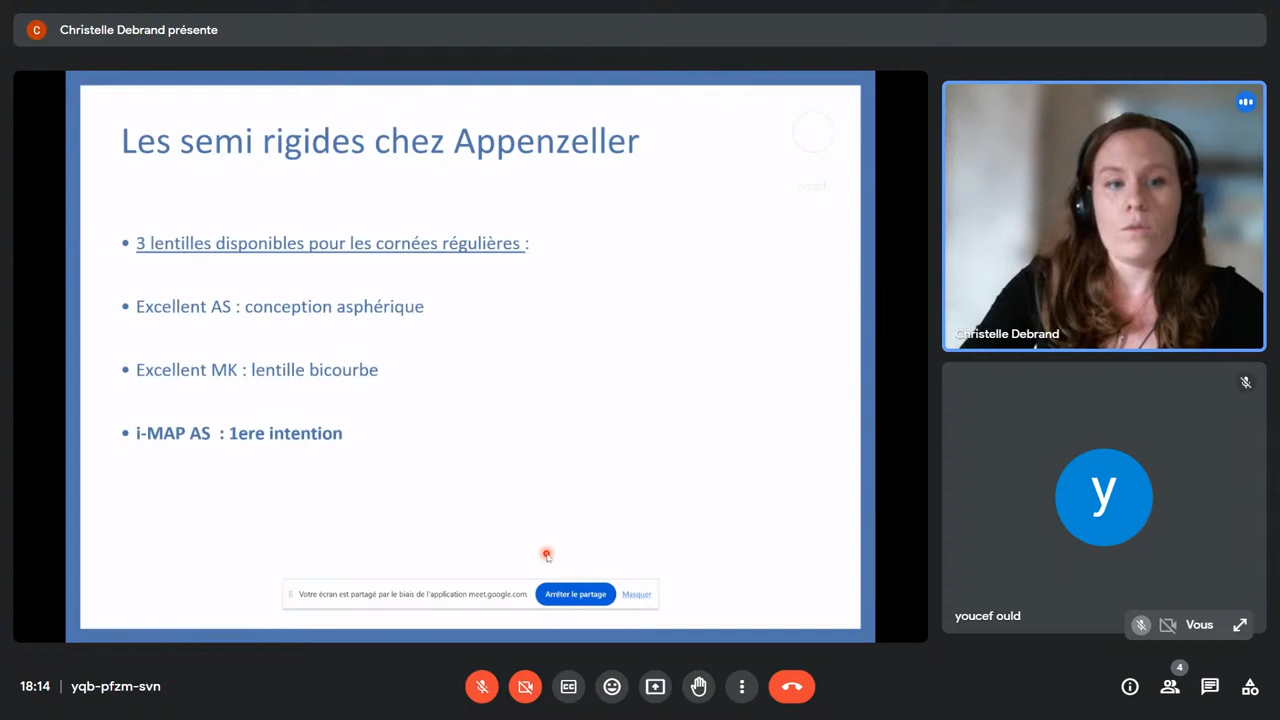 C
Christelle Debrand présente
Les semi rigides chez Appenzeller
• 3 lentilles disponibles pour les cornées régulières :
• Excellent AS : conception asphérique
• Excellent MK : lentille bicourbe
• i-MAP AS : 1ere intention
Votre écran est partagé par le biais de l'application meet.google.com.
Arrêter le partage
Masquer
Christelle Debrand
y
youcef ould
Vous
18:14 | yqb-pfzm-svn
4